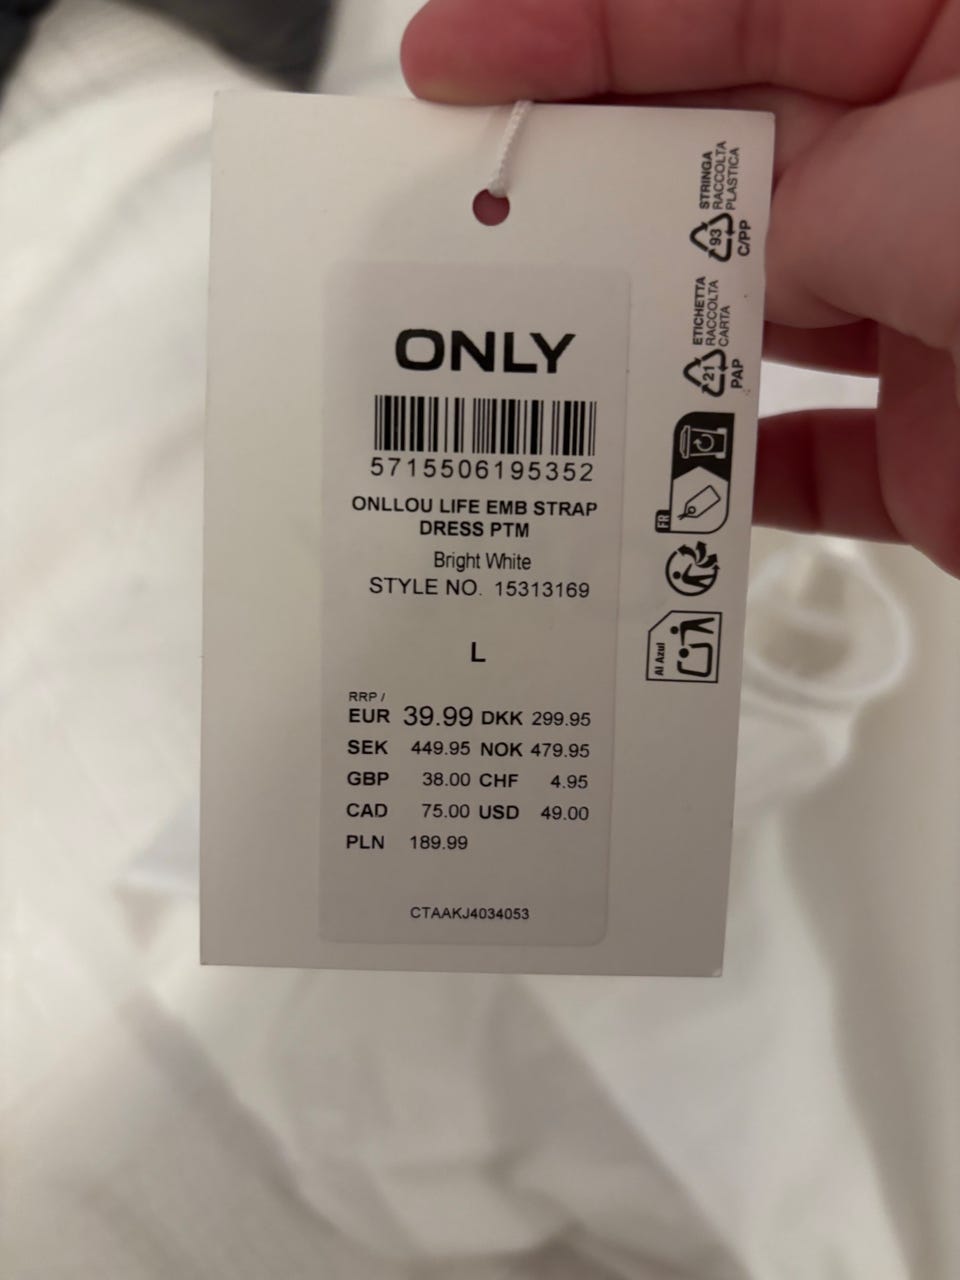 ONLY
5715506195352
ONLLOU LIFE EMB STRAP
DRESS PTM
Bright White
STYLE NO. 15313169
L
RRP /
EUR 39.99 DKK 299.95
SEK 449.95 NOK 479.95
GBP 38.00 CHF 4.95
CAD 75.00 USD 49.00
PLN 189.99
CTAAKJ4034053
STRINGA
RACCOLTA
PLASTICA
93
C/PP
ETICHETTA
RACCOLTA
CARTA
21
PAP
FR
Al Azul